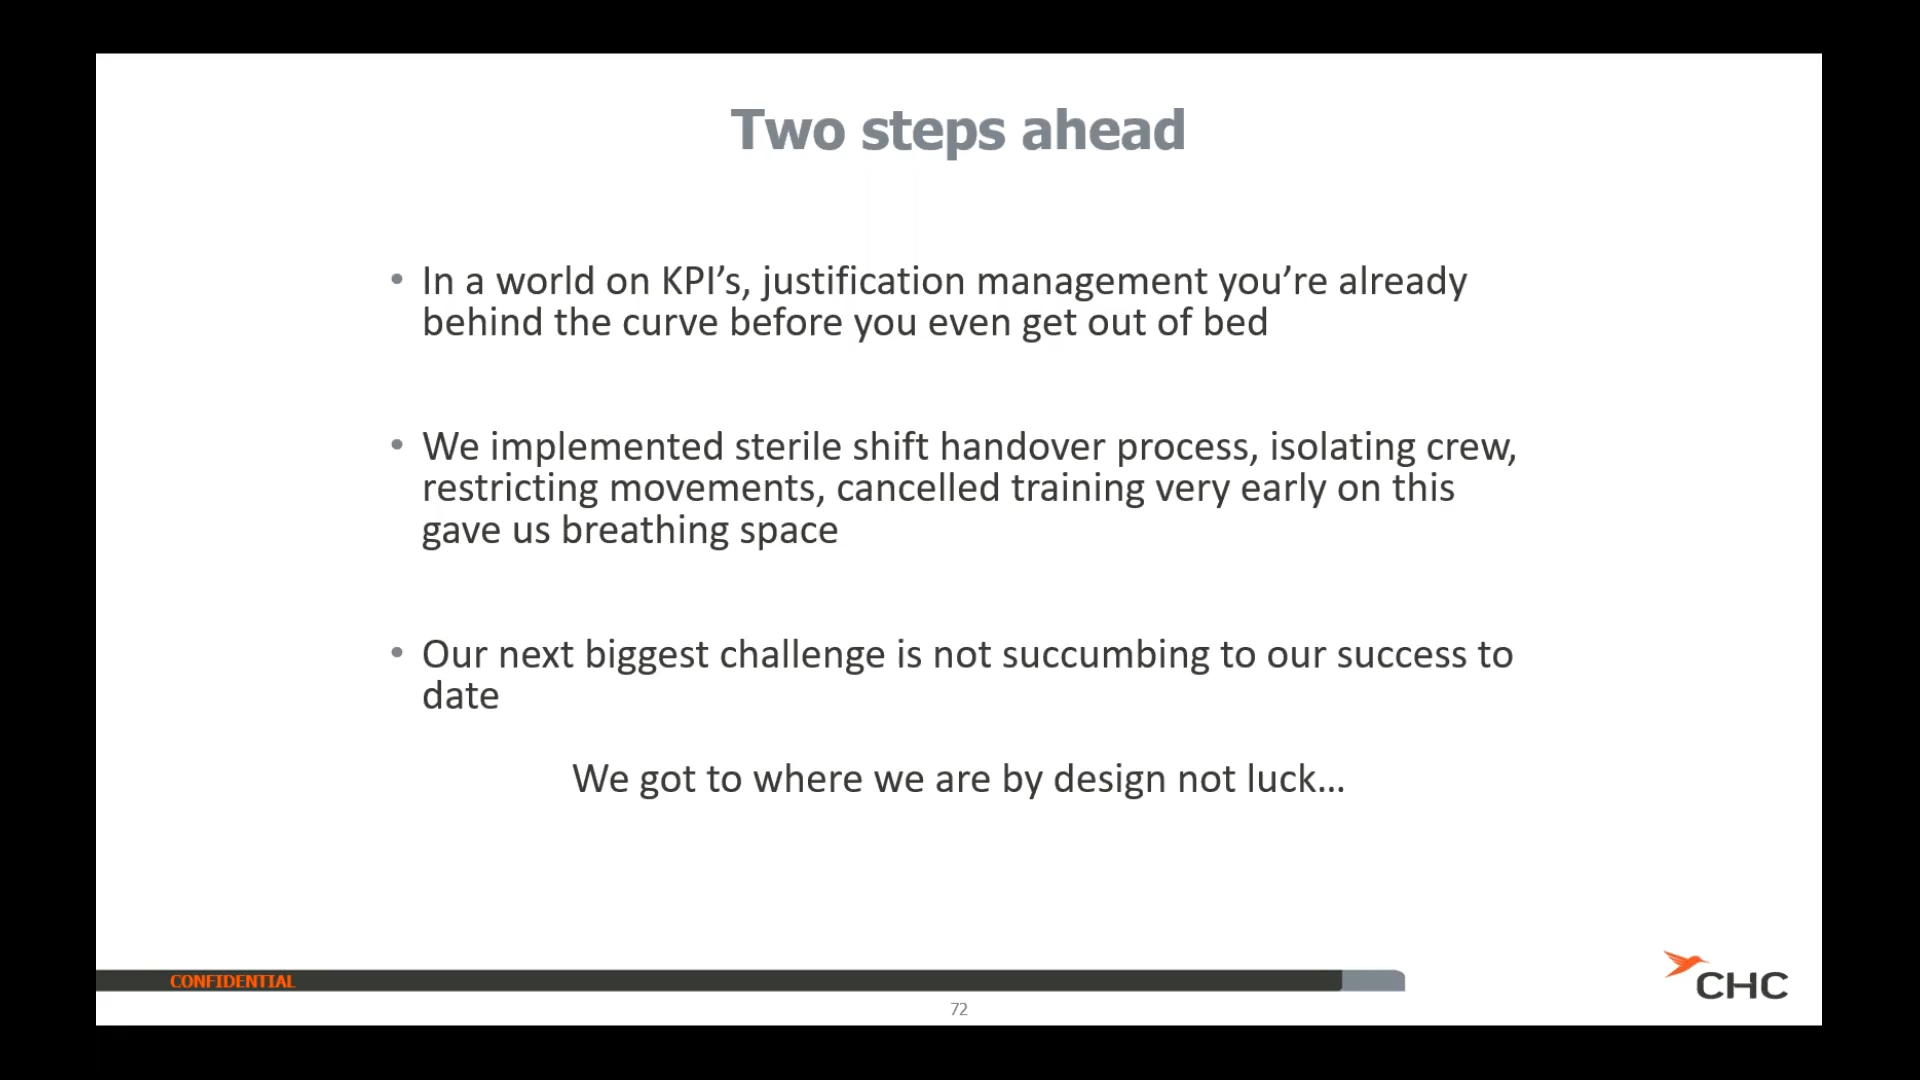 Two steps ahead
• In a world on KPI’s, justification management you’re already
behind the curve before you even get out of bed
• We implemented sterile shift handover process, isolating crew,
restricting movements, cancelled training very early on this
gave us breathing space
• Our next biggest challenge is not succumbing to our success to
date
We got to where we are by design not luck...
CONFIDENTIAL
CHC
72